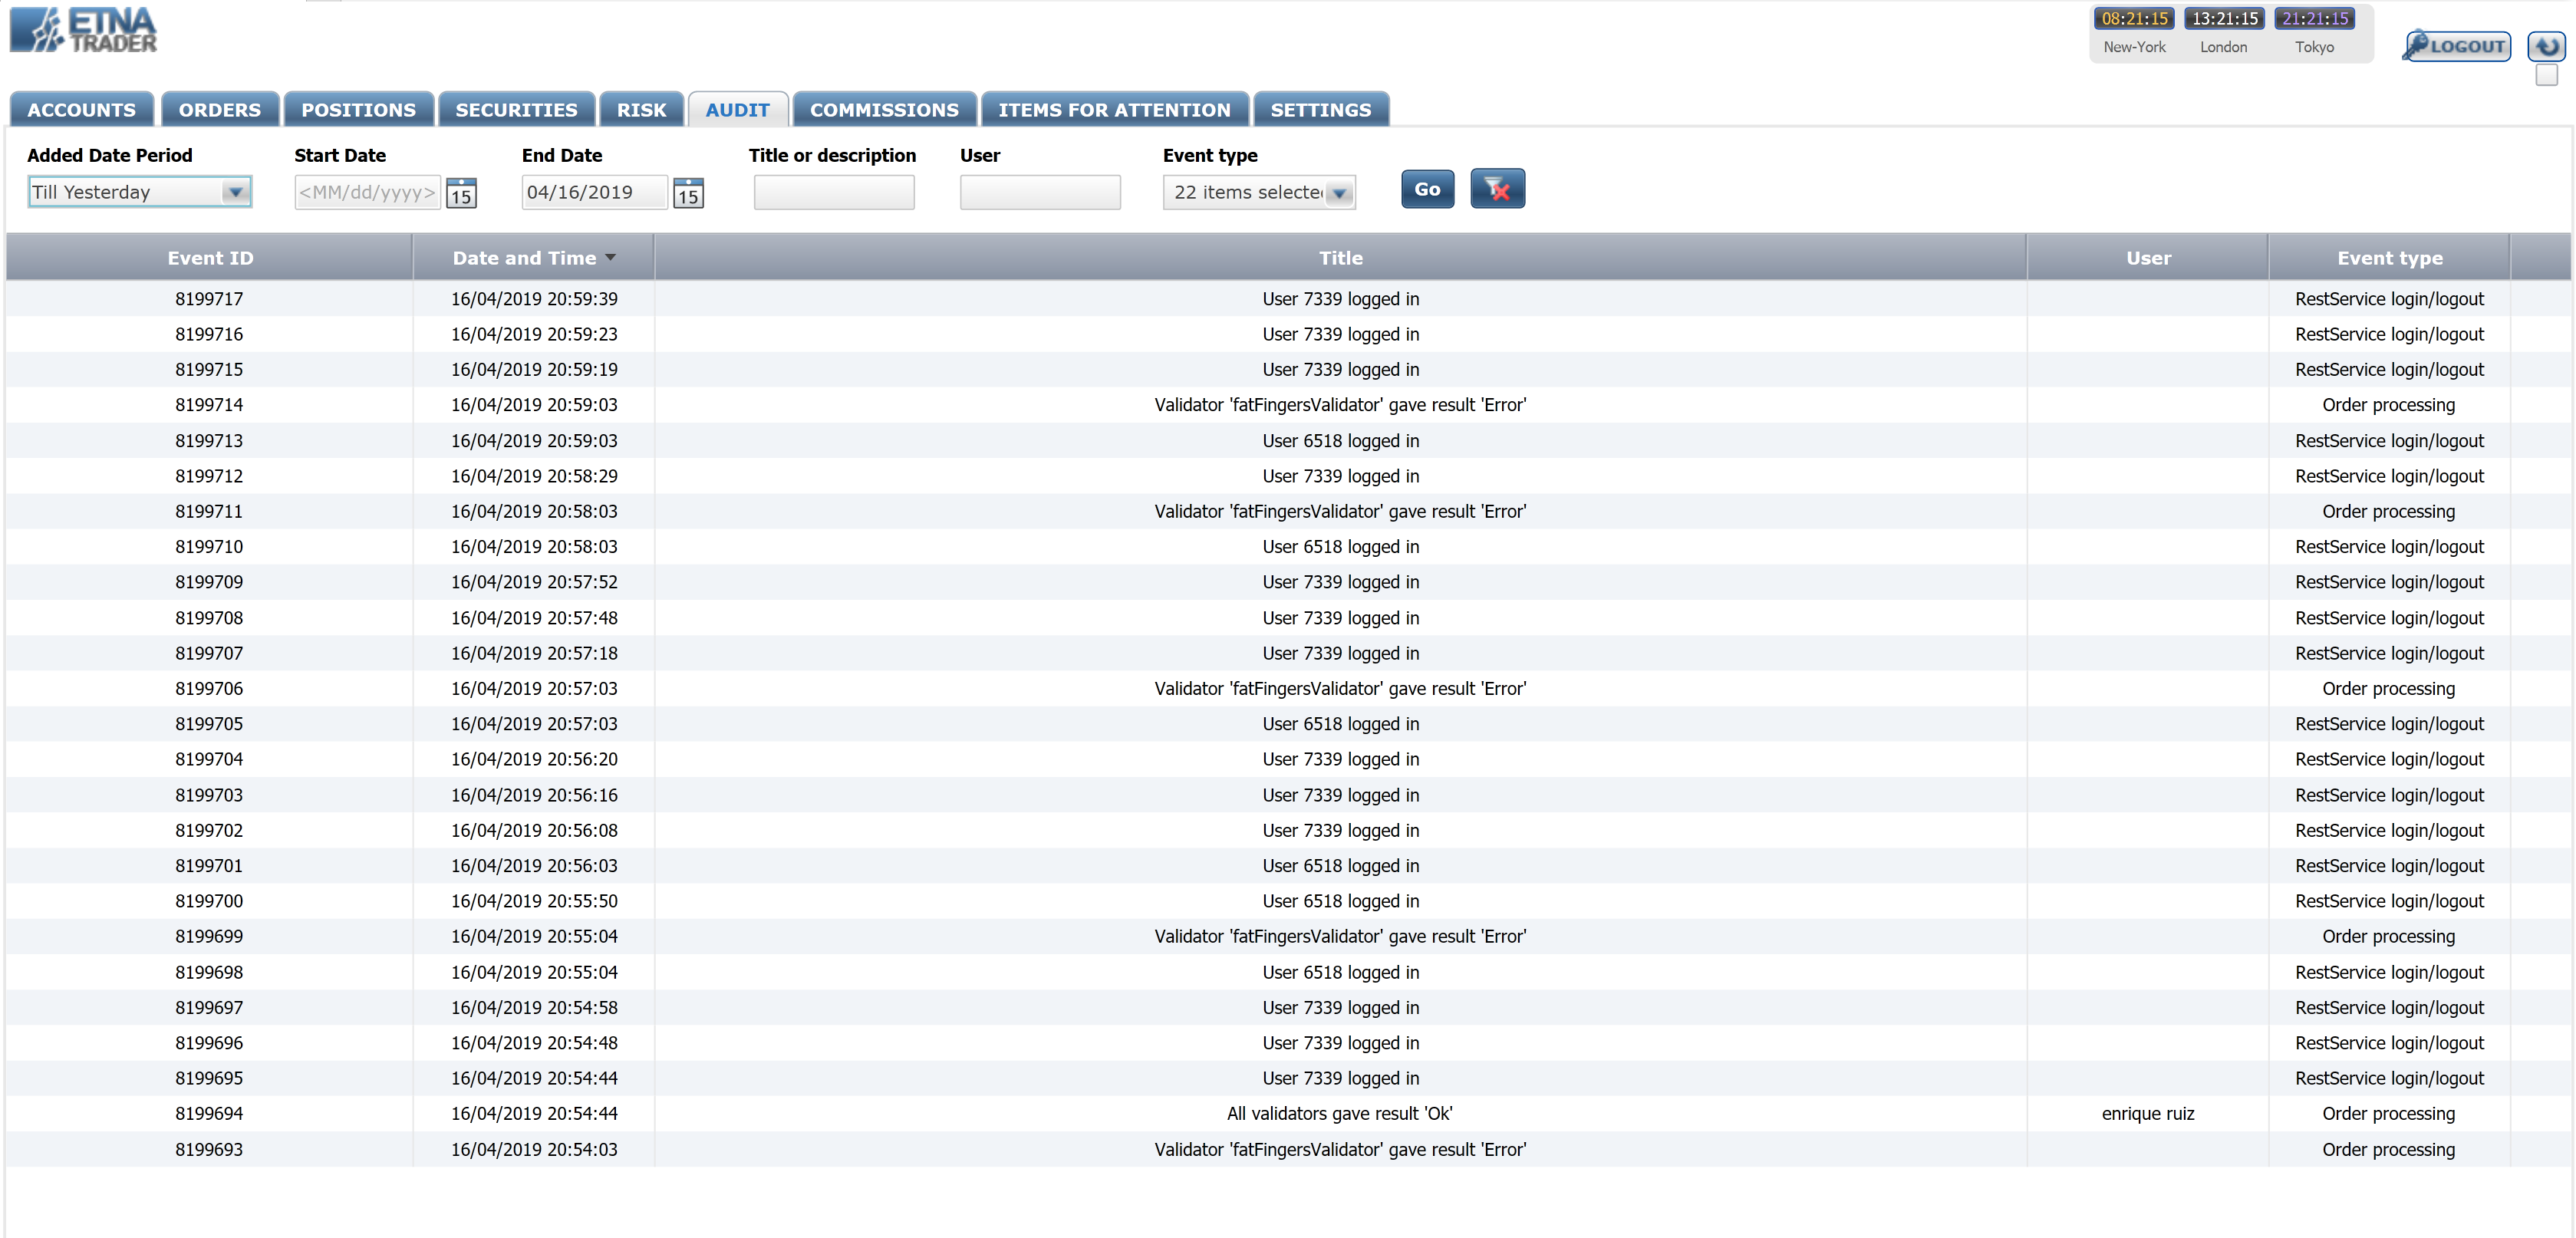 ETNA
TRADER
08:21:15 13:21:15 21:21:15
New-York London Tokyo
LOGOUT
ACCOUNTS ORDERS POSITIONS SECURITIES RISK AUDIT COMMISSIONS ITEMS FOR ATTENTION SETTINGS
Added Date Period Start Date End Date Title or description User Event type
Till Yesterday <MM/dd/yyyy> 15 04/16/2019 15 22 items selecte Go
Event ID Date and Time Title User Event type
8199717 16/04/2019 20:59:39 User 7339 logged in RestService login/logout
8199716 16/04/2019 20:59:23 User 7339 logged in RestService login/logout
8199715 16/04/2019 20:59:19 User 7339 logged in RestService login/logout
8199714 16/04/2019 20:59:03 Validator 'fatFingersValidator' gave result 'Error' Order processing
8199713 16/04/2019 20:59:03 User 6518 logged in RestService login/logout
8199712 16/04/2019 20:58:29 User 7339 logged in RestService login/logout
8199711 16/04/2019 20:58:03 Validator 'fatFingersValidator' gave result 'Error' Order processing
8199710 16/04/2019 20:58:03 User 6518 logged in RestService login/logout
8199709 16/04/2019 20:57:52 User 7339 logged in RestService login/logout
8199708 16/04/2019 20:57:48 User 7339 logged in RestService login/logout
8199707 16/04/2019 20:57:18 User 7339 logged in RestService login/logout
8199706 16/04/2019 20:57:03 Validator 'fatFingersValidator' gave result 'Error' Order processing
8199705 16/04/2019 20:57:03 User 6518 logged in RestService login/logout
8199704 16/04/2019 20:56:20 User 7339 logged in RestService login/logout
8199703 16/04/2019 20:56:16 User 7339 logged in RestService login/logout
8199702 16/04/2019 20:56:08 User 7339 logged in RestService login/logout
8199701 16/04/2019 20:56:03 User 6518 logged in RestService login/logout
8199700 16/04/2019 20:55:50 User 6518 logged in RestService login/logout
8199699 16/04/2019 20:55:04 Validator 'fatFingersValidator' gave result 'Error' Order processing
8199698 16/04/2019 20:55:04 User 6518 logged in RestService login/logout
8199697 16/04/2019 20:54:58 User 7339 logged in RestService login/logout
8199696 16/04/2019 20:54:48 User 7339 logged in RestService login/logout
8199695 16/04/2019 20:54:44 User 7339 logged in RestService login/logout
8199694 16/04/2019 20:54:44 All validators gave result 'Ok' enrique ruiz Order processing
8199693 16/04/2019 20:54:03 Validator 'fatFingersValidator' gave result 'Error' Order processing